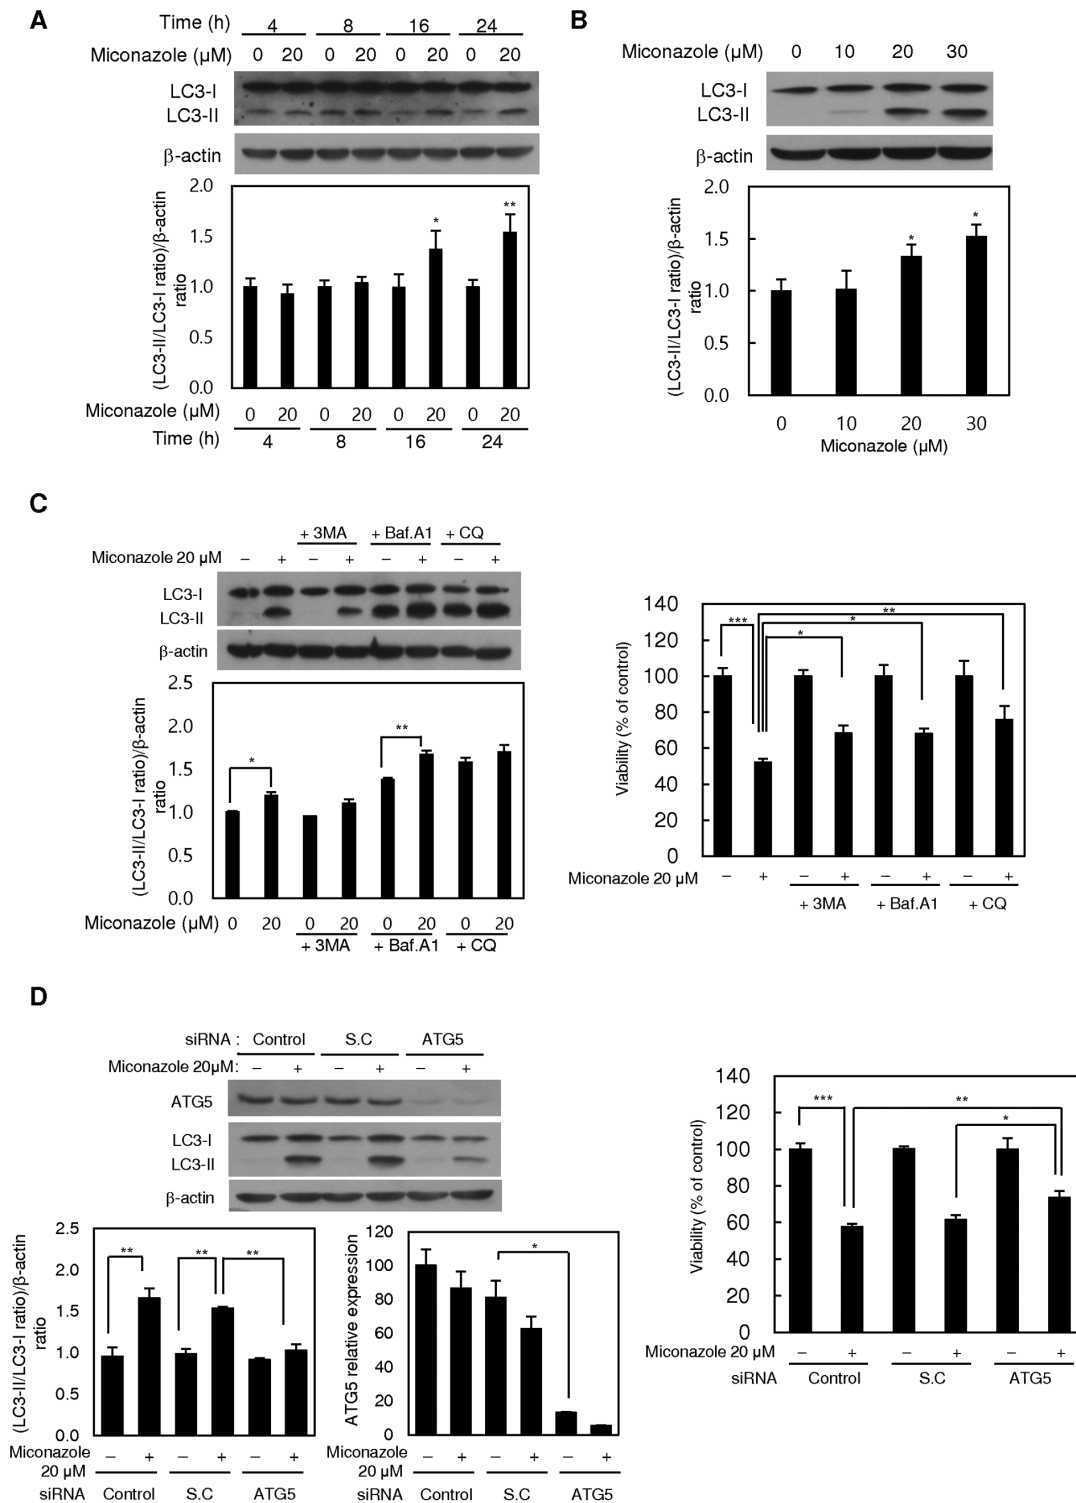 A
Time (h) 4 8 16 24
Miconazole (μM) 0 20 0 20 0 20 0 20
LC3-I
LC3-II
β-actin
(LC3-II/LC3-I ratio)/β-actin
ratio
2.0
1.5
1.0
0.5
0.0
* **
Miconazole (μM) 0 20 0 20 0 20 0 20
Time (h) 4 8 16 24
B
Miconazole (μM) 0 10 20 30
LC3-I
LC3-II
β-actin
(LC3-II/LC3-I ratio)/β-actin
ratio
2.0
1.5
1.0
0.5
0.0
* *
0 10 20 30
Miconazole (μM)
C
+ 3MA + Baf.A1 + CQ
Miconazole 20 μM − + − + − + − +
LC3-I
LC3-II
β-actin
(LC3-II/LC3-I ratio)/β-actin
ratio
2.5
2.0
1.5
1.0
0.5
0.0
* **
Miconazole (μM) 0 20 0 20 0 20 0 20
+ 3MA + Baf.A1 + CQ
Viability (% of control)
140
120
100
80
60
40
20
0
*** * * **
Miconazole 20 μM − + − + − + − +
+ 3MA + Baf.A1 + CQ
D
siRNA : Control S.C ATG5
Miconazole 20μM: − + − + − +
ATG5
LC3-I
LC3-II
β-actin
(LC3-II/LC3-I ratio)/β-actin
ratio
2.5
2.0
1.5
1.0
0.5
0.0
** ** **
Miconazole
20 μM
− + − + − +
siRNA Control S.C ATG5
ATG5 relative expression
120
100
80
60
40
20
0
*
Miconazole
20 μM
− + − + − +
siRNA Control S.C ATG5
Viability (% of control)
140
120
100
80
60
40
20
0
*** ** *
Miconazole 20 μM − + − + − +
siRNA Control S.C ATG5